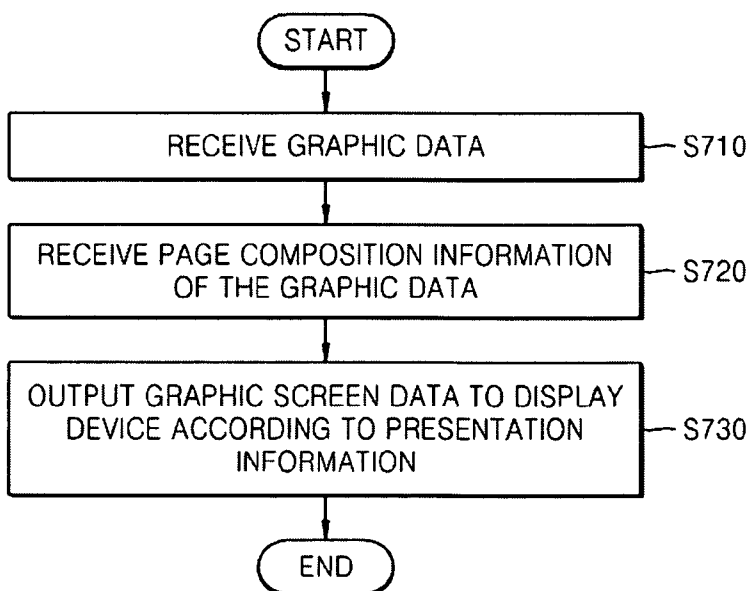 START
RECEIVE GRAPHIC DATA
S710
RECEIVE PAGE COMPOSITION INFORMATION
OF THE GRAPHIC DATA
S720
OUTPUT GRAPHIC SCREEN DATA TO DISPLAY
DEVICE ACCORDING TO PRESENTATION
INFORMATION
S730
END